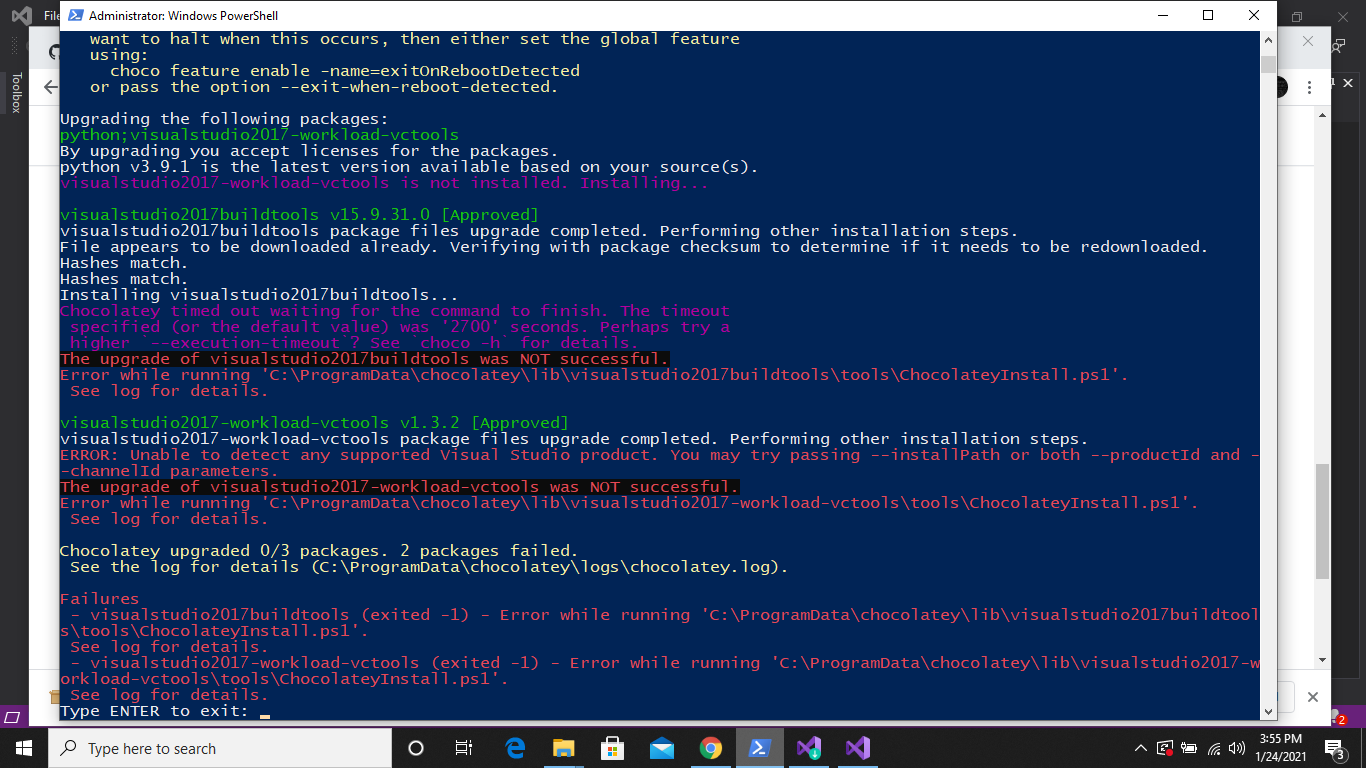 File
Administrator: Windows PowerShell
Toolbox
want to halt when this occurs, then either set the global feature
using:
choco feature enable -name=exitOnRebootDetected
or pass the option --exit-when-reboot-detected.
Upgrading the following packages:
python;visualstudio2017-workload-vctools
By upgrading you accept licenses for the packages.
python v3.9.1 is the latest version available based on your source(s).
visualstudio2017-workload-vctools is not installed. Installing...
visualstudio2017buildtools v15.9.31.0 [Approved]
visualstudio2017buildtools package files upgrade completed. Performing other installation steps.
File appears to be downloaded already. Verifying with package checksum to determine if it needs to be redownloaded.
Hashes match.
Hashes match.
Installing visualstudio2017buildtools...
Chocolatey timed out waiting for the command to finish. The timeout
specified (or the default value) was '2700' seconds. Perhaps try a
higher `--execution-timeout`? See `choco -h` for details.
The upgrade of visualstudio2017buildtools was NOT successful.
Error while running 'C:\ProgramData\chocolatey\lib\visualstudio2017buildtools\tools\ChocolateyInstall.ps1'.
See log for details.
visualstudio2017-workload-vctools v1.3.2 [Approved]
visualstudio2017-workload-vctools package files upgrade completed. Performing other installation steps.
ERROR: Unable to detect any supported Visual Studio product. You may try passing --installPath or both --productId and -
-channelId parameters.
The upgrade of visualstudio2017-workload-vctools was NOT successful.
Error while running 'C:\ProgramData\chocolatey\lib\visualstudio2017-workload-vctools\tools\ChocolateyInstall.ps1'.
See log for details.
Chocolatey upgraded 0/3 packages. 2 packages failed.
See the log for details (C:\ProgramData\chocolatey\logs\chocolatey.log).
Failures
- visualstudio2017buildtools (exited -1) - Error while running 'C:\ProgramData\chocolatey\lib\visualstudio2017buildtool
s\tools\ChocolateyInstall.ps1'.
See log for details.
- visualstudio2017-workload-vctools (exited -1) - Error while running 'C:\ProgramData\chocolatey\lib\visualstudio2017-w
orkload-vctools\tools\ChocolateyInstall.ps1'.
See log for details.
Type ENTER to exit:
2
Type here to search
3:55 PM
1/24/2021
3